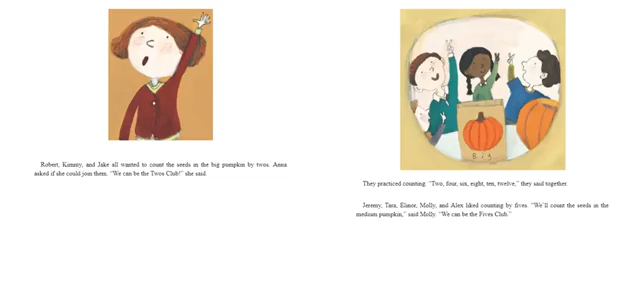 Robert, Kimmy, and Jake all wanted to count the seeds in the big pumpkin by twos. Anna
asked if she could join them. “We can be the Twos Club!” she said.
BIG
They practiced counting. “Two, four, six, eight, ten, twelve,” they said together.
Jeremy, Tara, Elinor, Molly, and Alex liked counting by fives. “We’ll count the seeds in the
medium pumpkin,” said Molly. “We can be the Fives Club.”